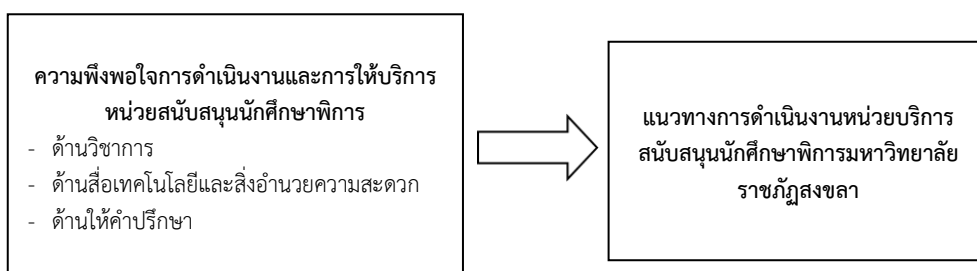 ความพึงพอใจการดำเนินงานและการให้บริการ
หน่วยสนับสนุนนักศึกษาพิการ
- ด้านวิชาการ
- ด้านสื่อเทคโนโลยีและสิ่งอำนวยความสะดวก
- ด้านให้คำปรึกษา
แนวทางการดำเนินงานหน่วยบริการ
สนับสนุนนักศึกษาพิการมหาวิทยาลัย
ราชภัฏสงขลา